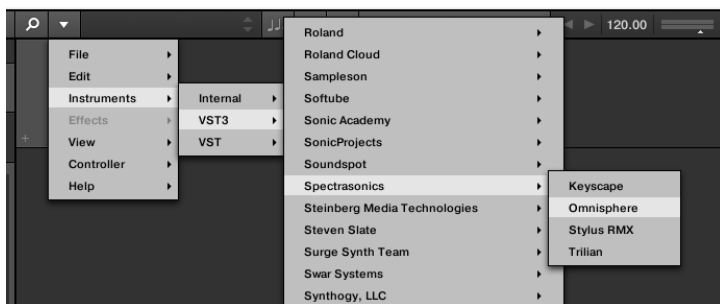 120.00
File
Edit
Instruments
Effects
View
Controller
Help
Internal
VST3
VST
Roland
Roland Cloud
Sampleson
Softube
Sonic Academy
SonicProjects
Soundspot
Spectrasonics
Steinberg Media Technologies
Steven Slate
Surge Synth Team
Swar Systems
Synthogy, LLC
Keyscape
Omnisphere
Stylus RMX
Trilian